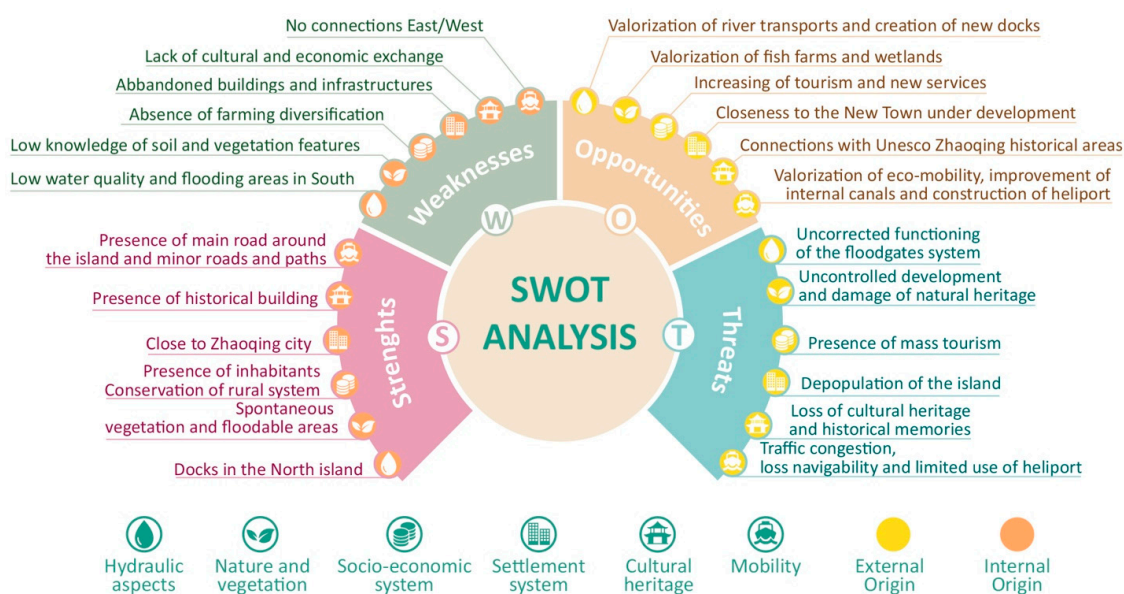 No connections East/West
Lack of cultural and economic exchange
Abbandoned buildings and infrastructures
Absence of farming diversification
Low knowledge of soil and vegetation features
Low water quality and flooding areas in South
Weaknesses
W
Valorization of river transports and creation of new docks
Valorization of fish farms and wetlands
Increasing of tourism and new services
Closeness to the New Town under development
Connections with Unesco Zhaoqing historical areas
Valorization of eco-mobility, improvement of
internal canals and construction of heliport
Opportunities
O
Presence of main road around
the island and minor roads and paths
Presence of historical building
Close to Zhaoqing city
Presence of inhabitants
Conservation of rural system
Spontaneous
vegetation and floodable areas
Docks in the North island
Strenghts
S
SWOT
ANALYSIS
T
Threats
Uncorrected functioning
of the floodgates system
Uncontrolled development
and damage of natural heritage
Presence of mass tourism
Depopulation of the island
Loss of cultural heritage
and historical memories
Traffic congestion,
loss navigability and limited use of heliport
Hydraulic
aspects
Nature and
vegetation
Socio-economic
system
Settlement
system
Cultural
heritage
Mobility
External
Origin
Internal
Origin